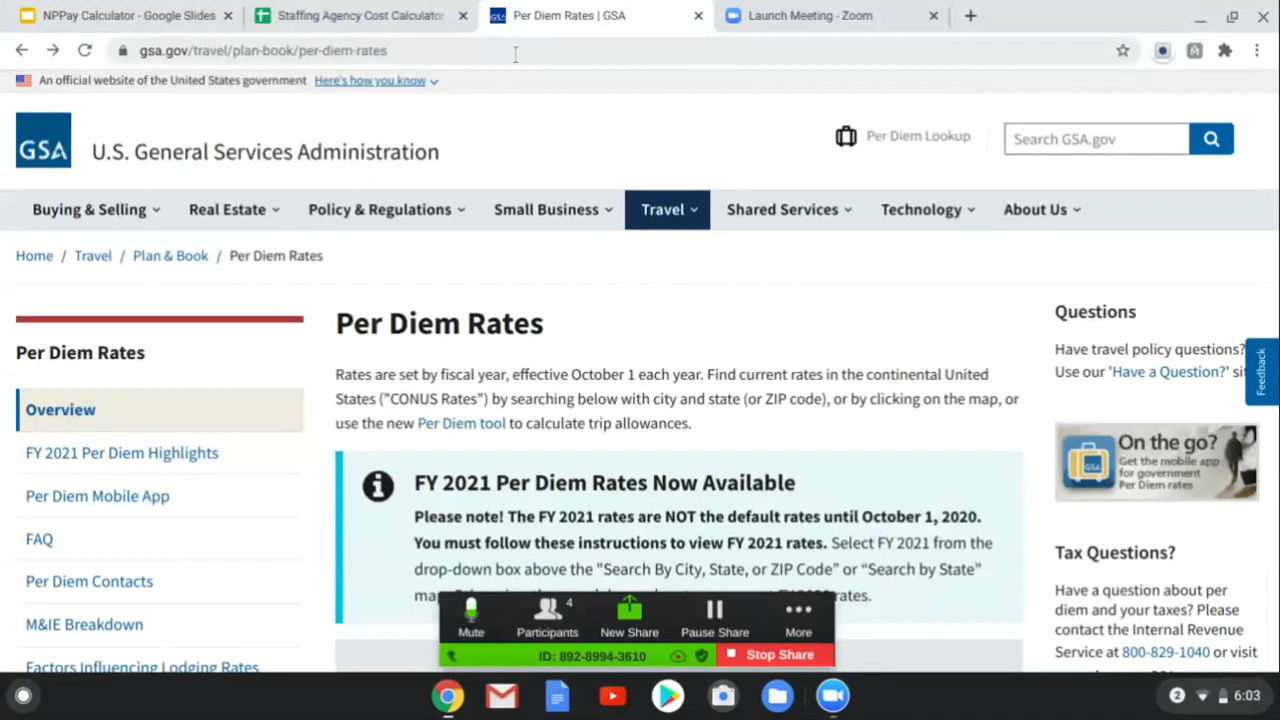 NPPay Calculator - Google Slides
Staffing Agency Cost Calculator
Per Diem Rates | GSA
Launch Meeting - Zoom
gsa.gov/travel/plan-book/per-diem-rates
An official website of the United States government Here's how you know
GSA
U.S. General Services Administration
Per Diem Lookup
Search GSA.gov
Buying & Selling
Real Estate
Policy & Regulations
Small Business
Travel
Shared Services
Technology
About Us
Home / Travel / Plan & Book / Per Diem Rates
Per Diem Rates
Overview
FY 2021 Per Diem Highlights
Per Diem Mobile App
FAQ
Per Diem Contacts
M&IE Breakdown
Factors Influencing Lodging Rates
Per Diem Rates
Rates are set by fiscal year, effective October 1 each year. Find current rates in the continental United
States ("CONUS Rates") by searching below with city and state (or ZIP code), or by clicking on the map, or
use the new Per Diem tool to calculate trip allowances.
FY 2021 Per Diem Rates Now Available
Please note! The FY 2021 rates are NOT the default rates until October 1, 2020.
You must follow these instructions to view FY 2021 rates. Select FY 2021 from the
drop-down box above the "Search By City, State, or ZIP Code" or “Search by State"
rates.
Questions
Have travel policy questions?
Use our 'Have a Question?'
Feedback
On the go?
Get the mobile app
for government
Per Diem rates
GSA
Tax Questions?
Have a question about per
diem and your taxes? Please
contact the Internal Revenue
Service at 800-829-1040 or visit
Mute
Participants
4
New Share
Pause Share
More
ID: 892-8994-3610
Stop Share
2
6:03